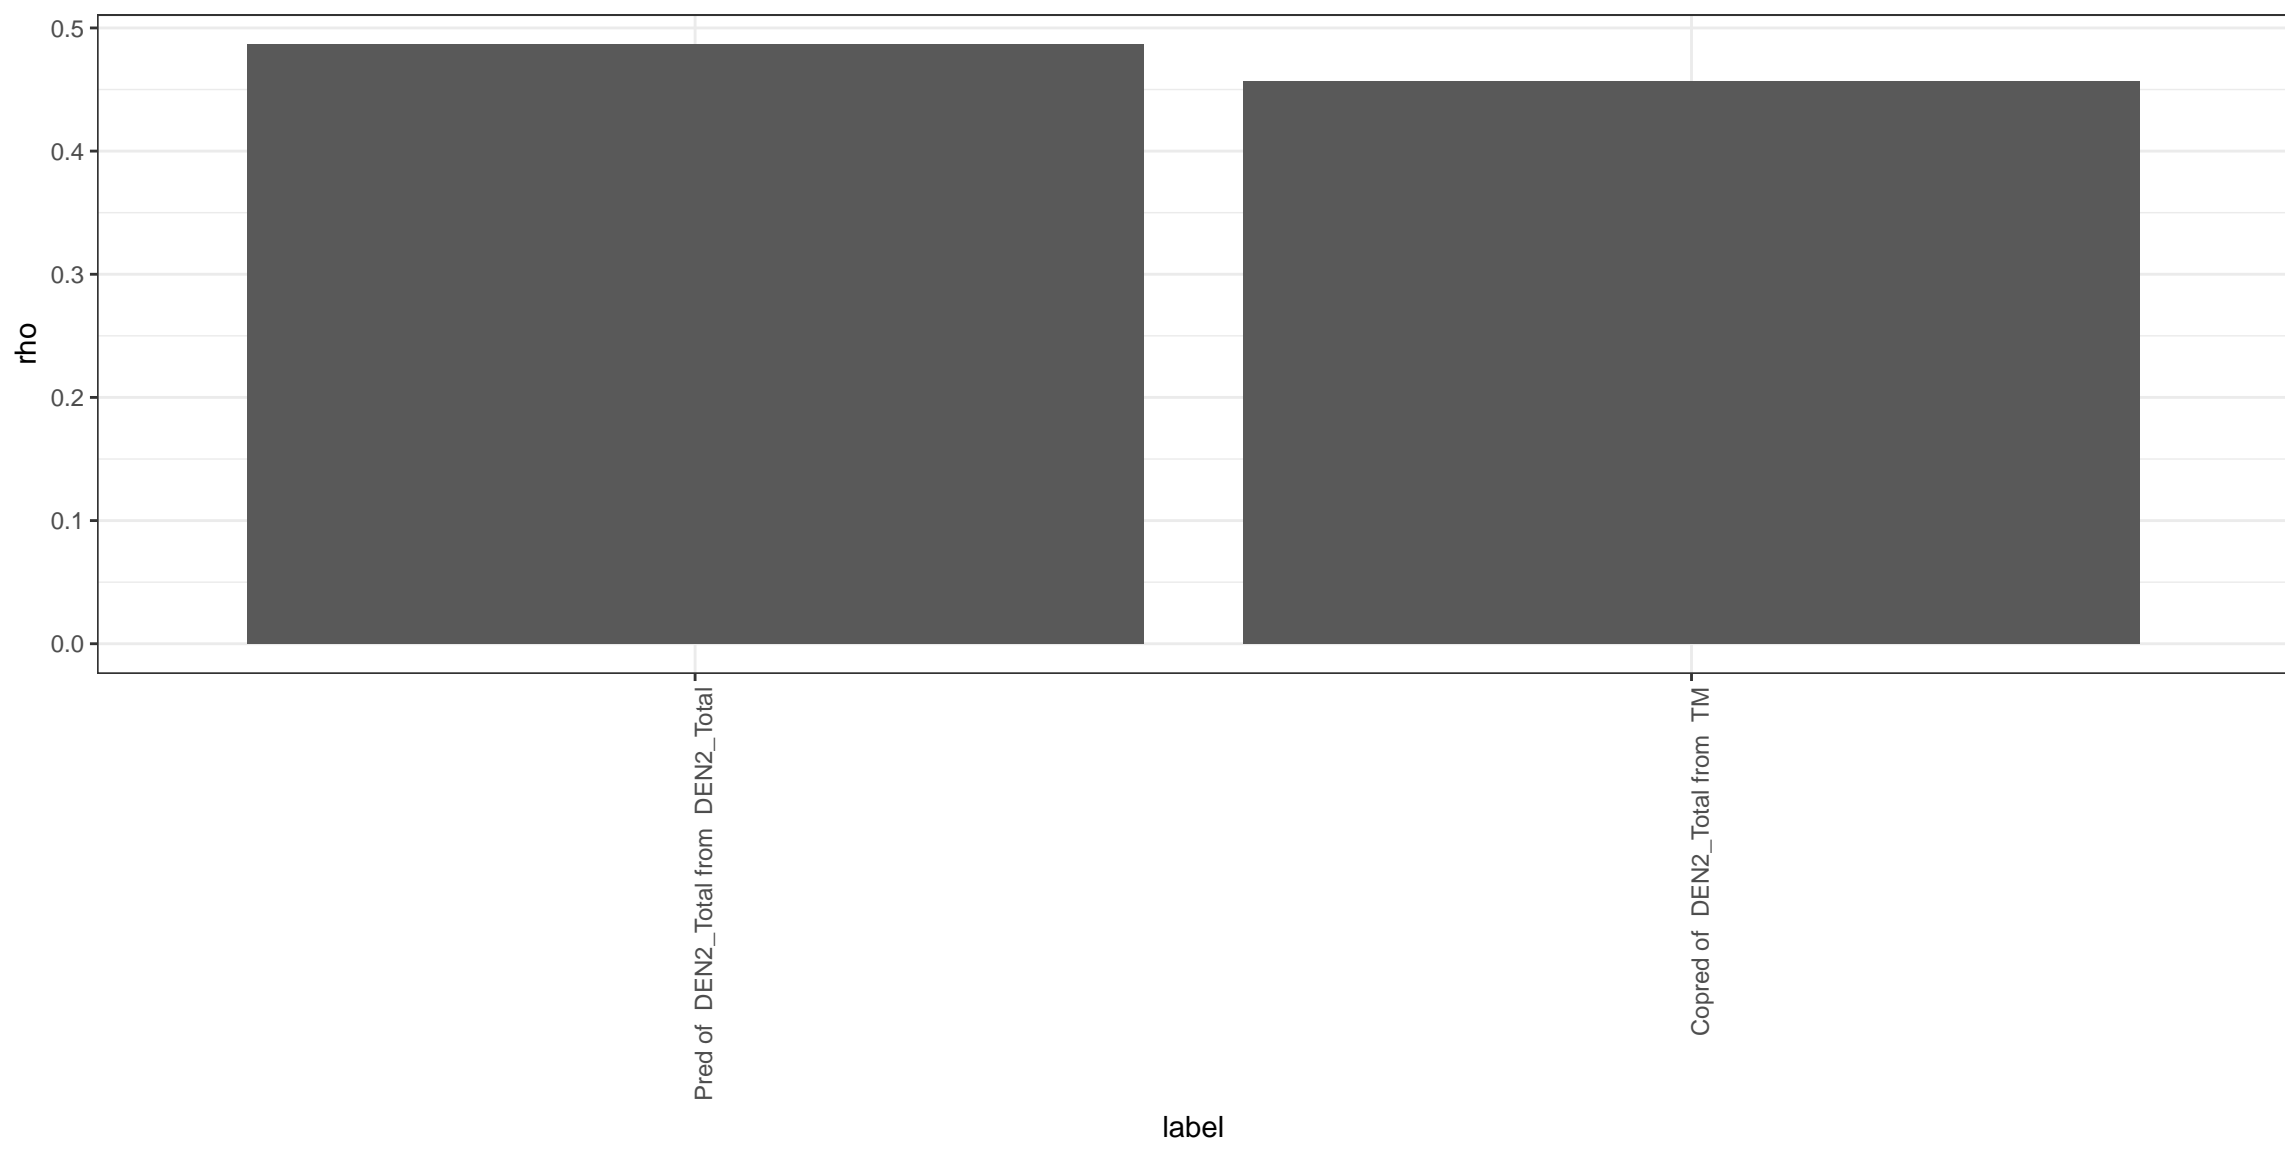 rho
0.5
0.4
0.3
0.2
0.1
0.0
Pred of  DEN2_Total from  DEN2_Total
Copred of  DEN2_Total from  TM
label